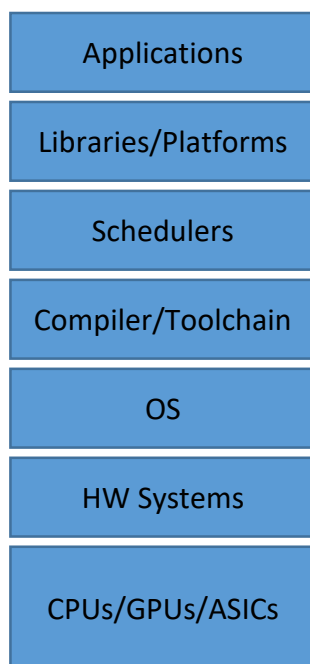 Applications
Libraries/Platforms
Schedulers
Compiler/Toolchain
OS
HW Systems
CPUs/GPUs/ASICs